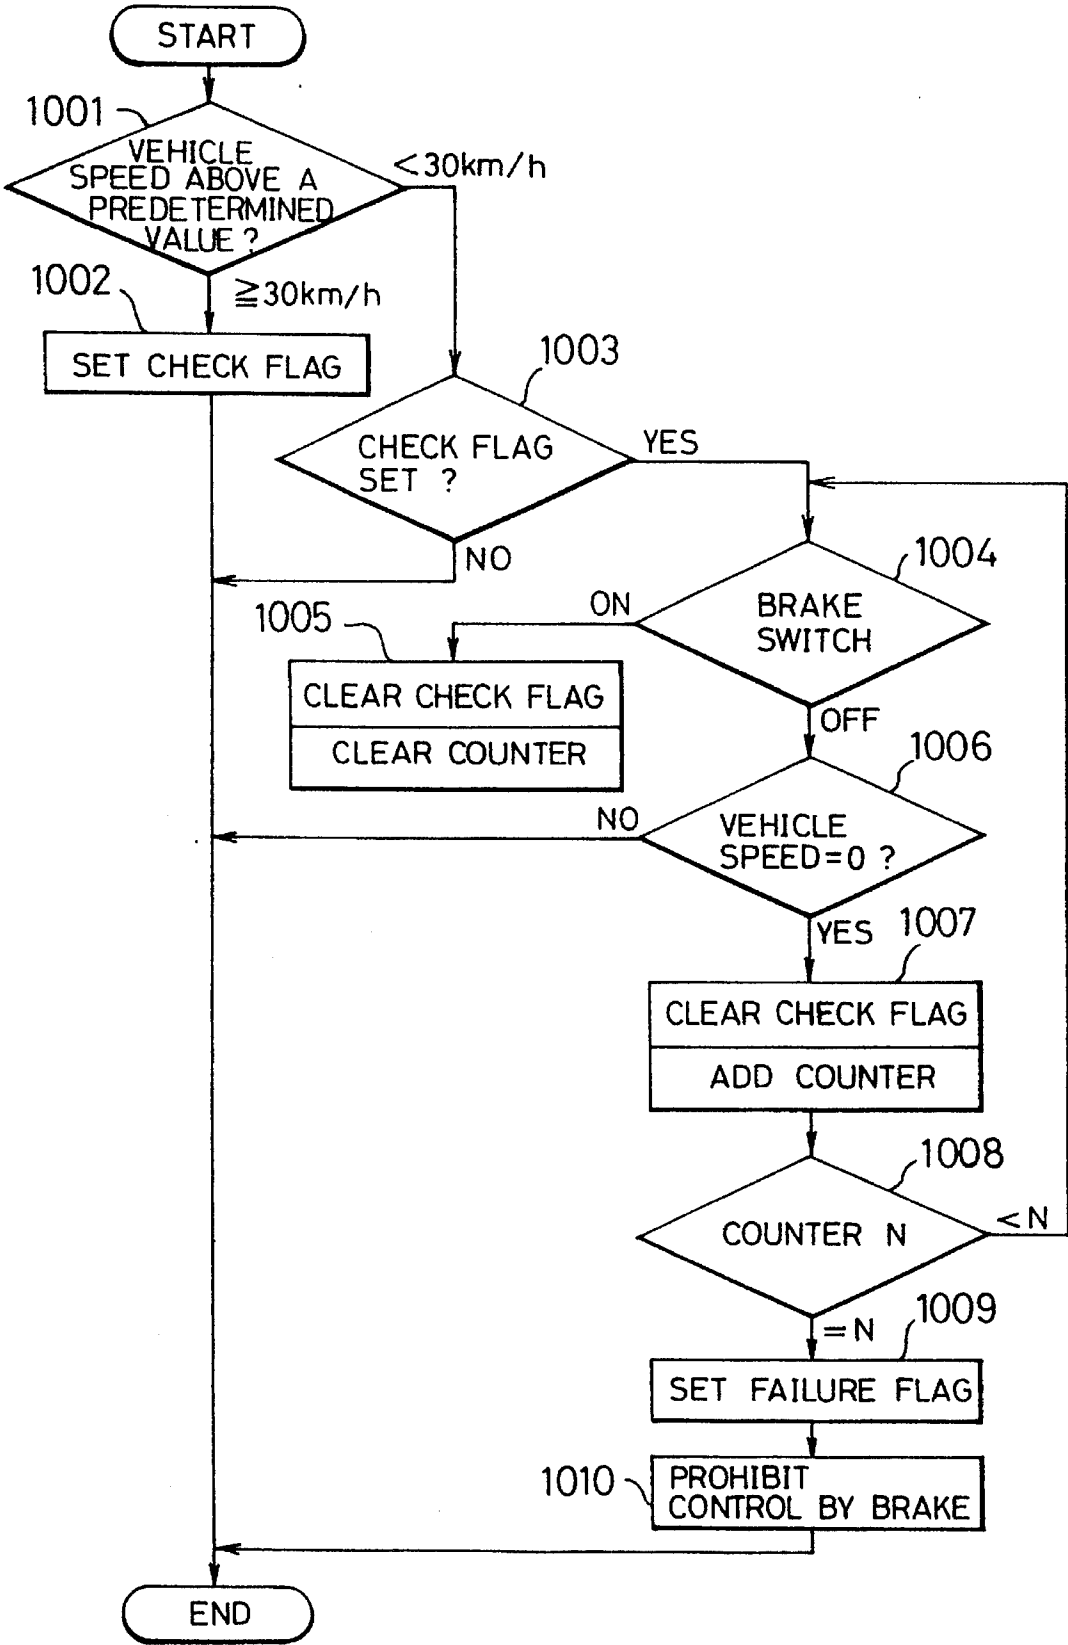 START
1001
VEHICLE
SPEED ABOVE A
PREDETERMINED
VALUE ?
<30km/h
1002
≧30km/h
SET CHECK FLAG
1003
CHECK FLAG
SET ?
YES
NO
1004
BRAKE
SWITCH
ON
1005
CLEAR CHECK FLAG
CLEAR COUNTER
OFF
1006
VEHICLE
SPEED=0 ?
NO
YES
1007
CLEAR CHECK FLAG
ADD COUNTER
1008
COUNTER N
<N
=N
1009
SET FAILURE FLAG
1010
PROHIBIT
CONTROL BY BRAKE
END